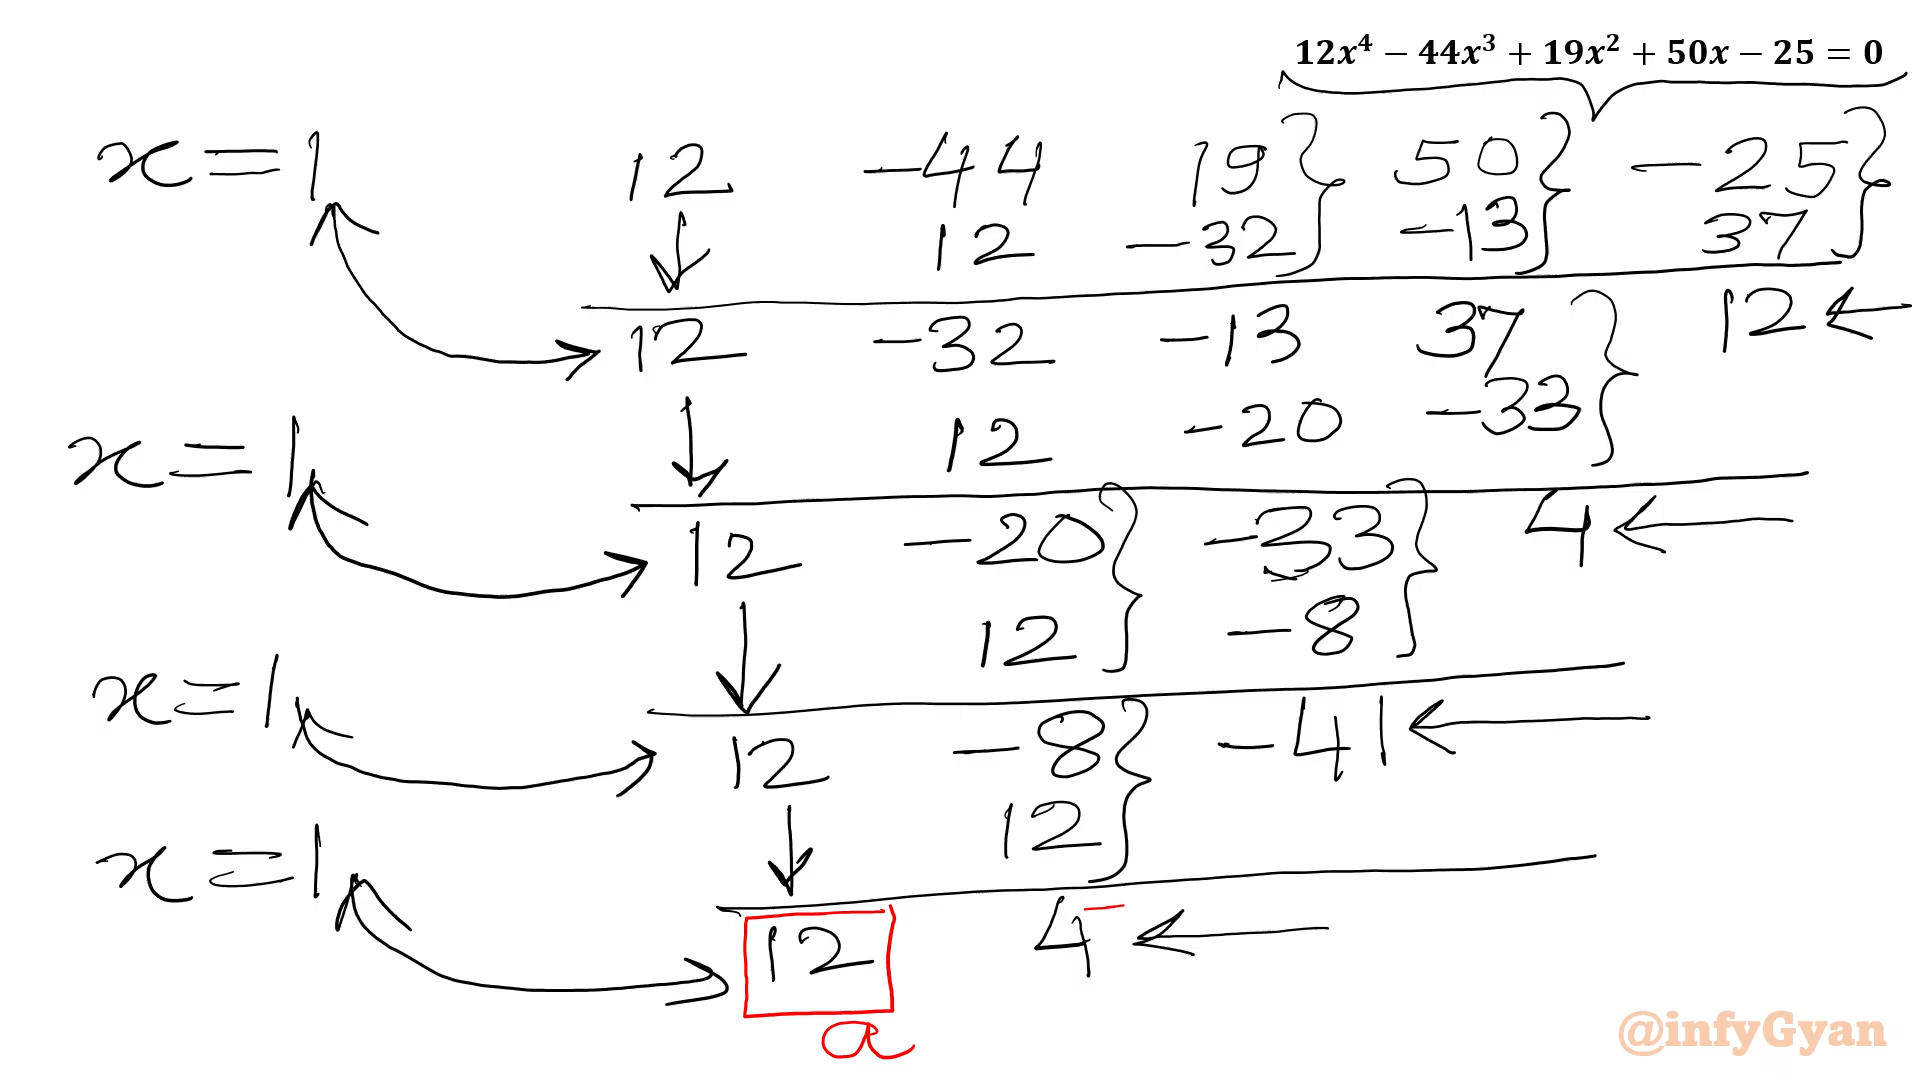 12x⁴ − 44x³ + 19x² + 50x − 25 = 0
x = 1 12 -44 19 50 -25
12 -32 -13 37
12 -32 -13 37 12
x = 1 12 -20 -33
12 -20 -33 4
12 -8
x = 1 12 -8 -41
12
x = 1
12 4
a
@infyGyan